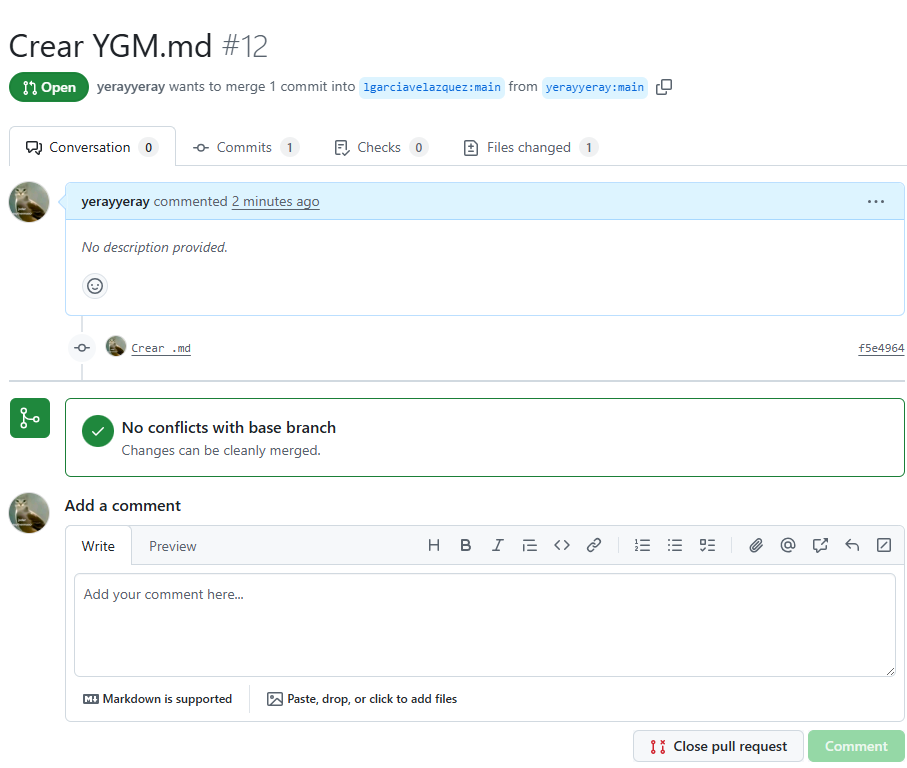 Crear YGM.md #12
Open yerayyeray wants to merge 1 commit into lgarciavelazquez:main from yerayyeray:main
Conversation 0 Commits 1 Checks 0 Files changed 1
yerayyeray commented 2 minutes ago
No description provided.
Crear .md f5e4964
No conflicts with base branch
Changes can be cleanly merged.
Add a comment
Write Preview
Add your comment here...
Markdown is supported Paste, drop, or click to add files
Close pull request Comment